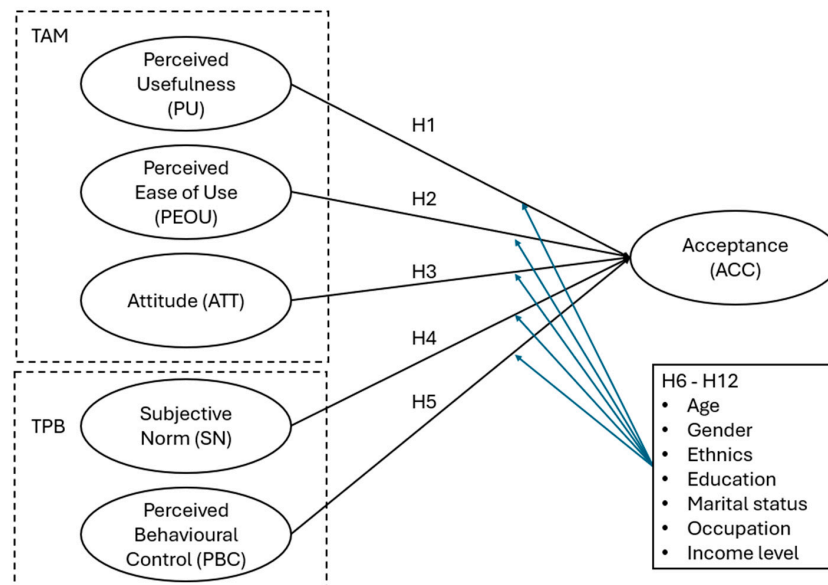 TAM
Perceived
Usefulness
(PU)
H1
Perceived
Ease of Use
(PEOU)
H2
Attitude (ATT)
H3
Acceptance
(ACC)
H4
TPB
Subjective
Norm (SN)
H5
Perceived
Behavioural
Control (PBC)
H6 - H12
• Age
• Gender
• Ethnics
• Education
• Marital status
• Occupation
• Income level